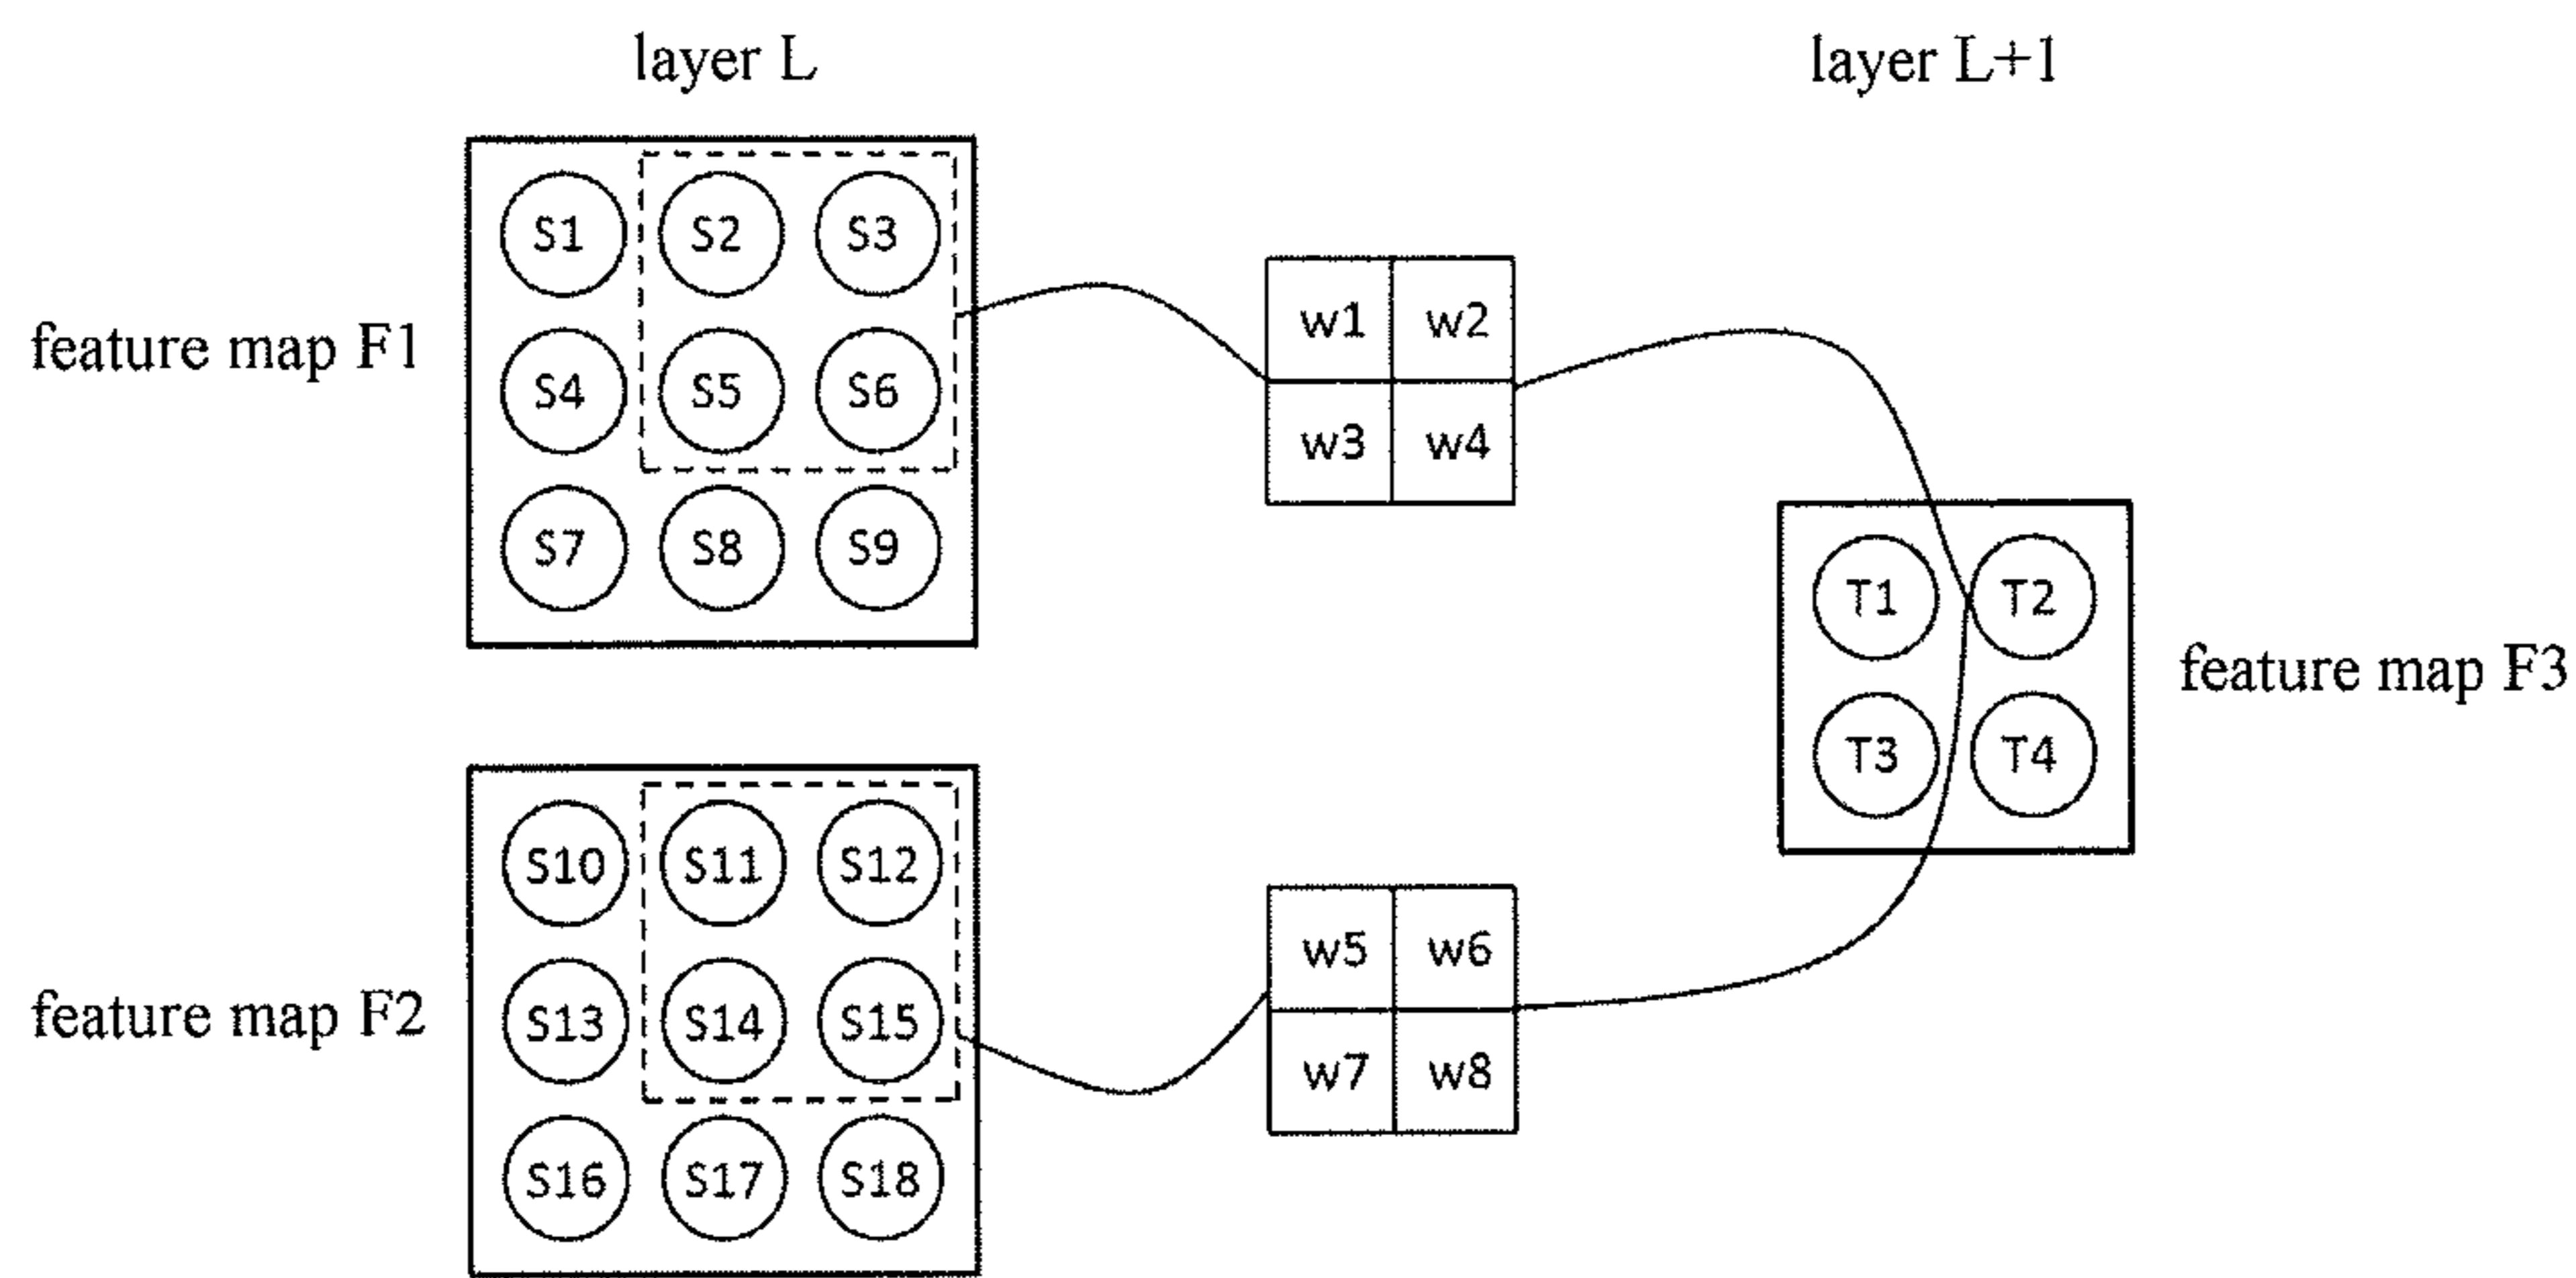 layer L
layer L+1
feature map F1
S1 S2 S3
S4 S5 S6
S7 S8 S9
w1 w2
w3 w4
T1 T2
T3 T4
feature map F3
feature map F2
S10 S11 S12
S13 S14 S15
S16 S17 S18
w5 w6
w7 w8